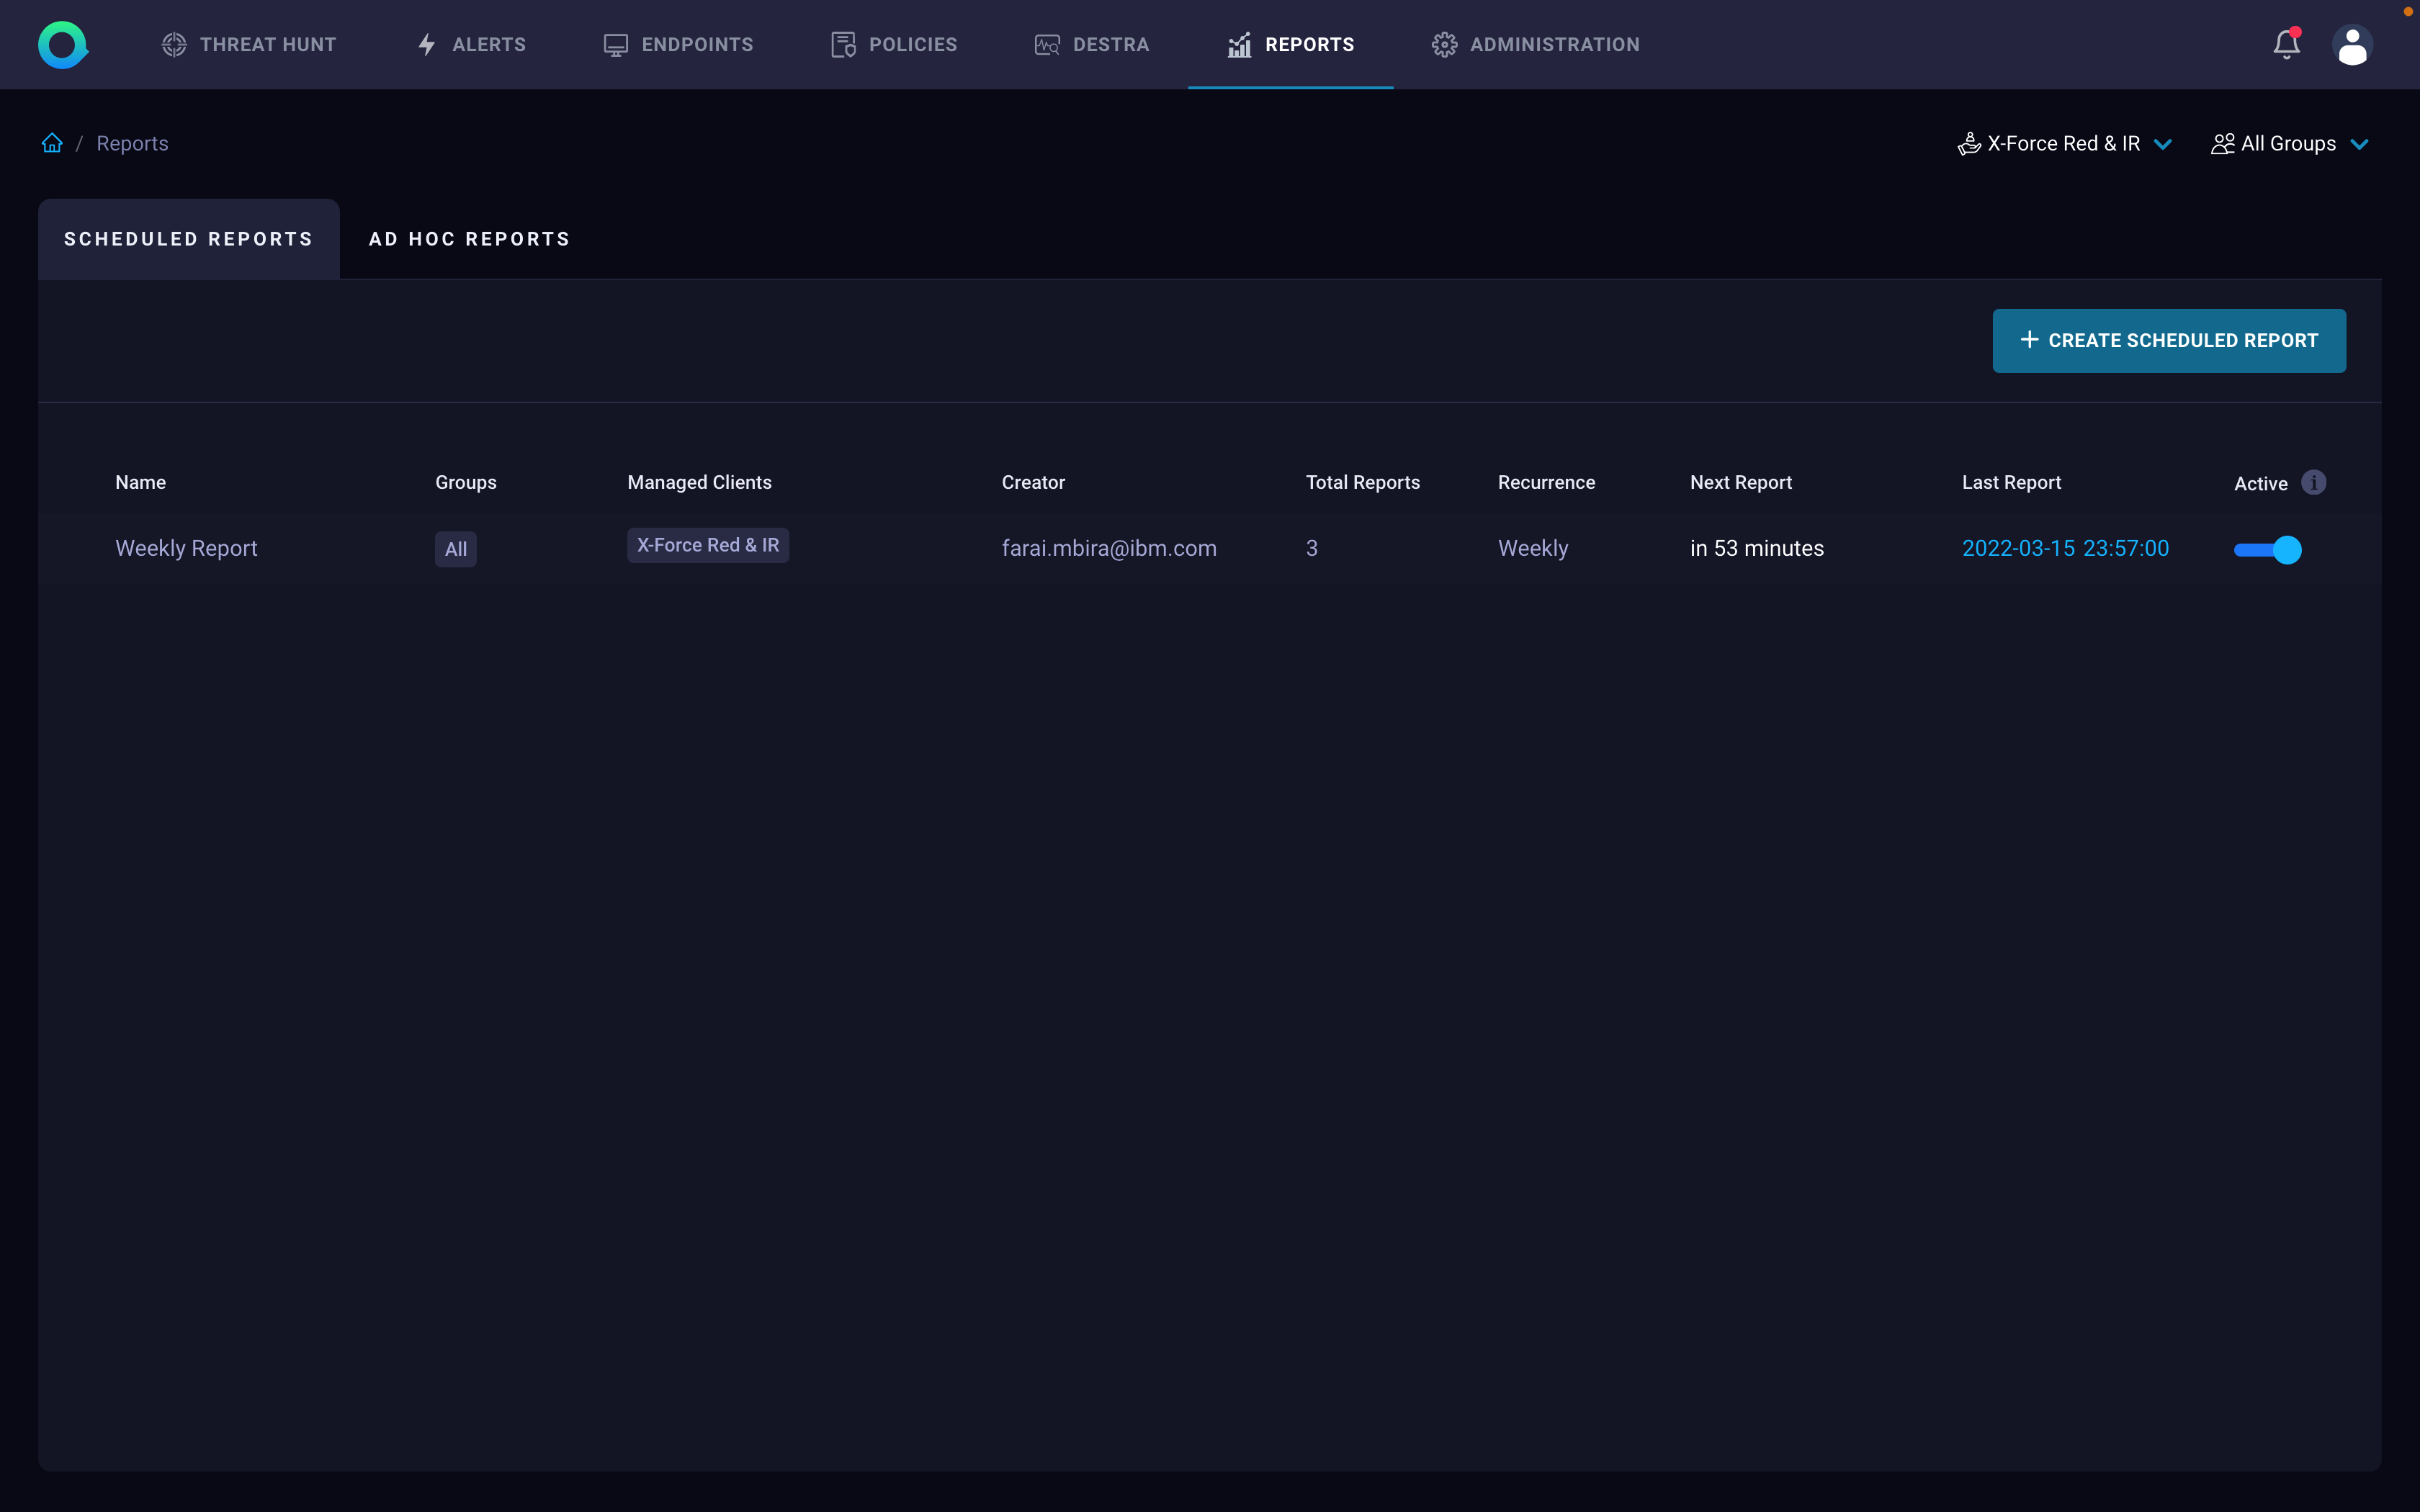 THREAT HUNT ALERTS ENDPOINTS POLICIES DESTRA REPORTS ADMINISTRATION
/ Reports X-Force Red & IR All Groups
SCHEDULED REPORTS AD HOC REPORTS
+ CREATE SCHEDULED REPORT
Name Groups Managed Clients Creator Total Reports Recurrence Next Report Last Report Active i
Weekly Report All X-Force Red & IR farai.mbira@ibm.com 3 Weekly in 53 minutes 2022-03-15 23:57:00